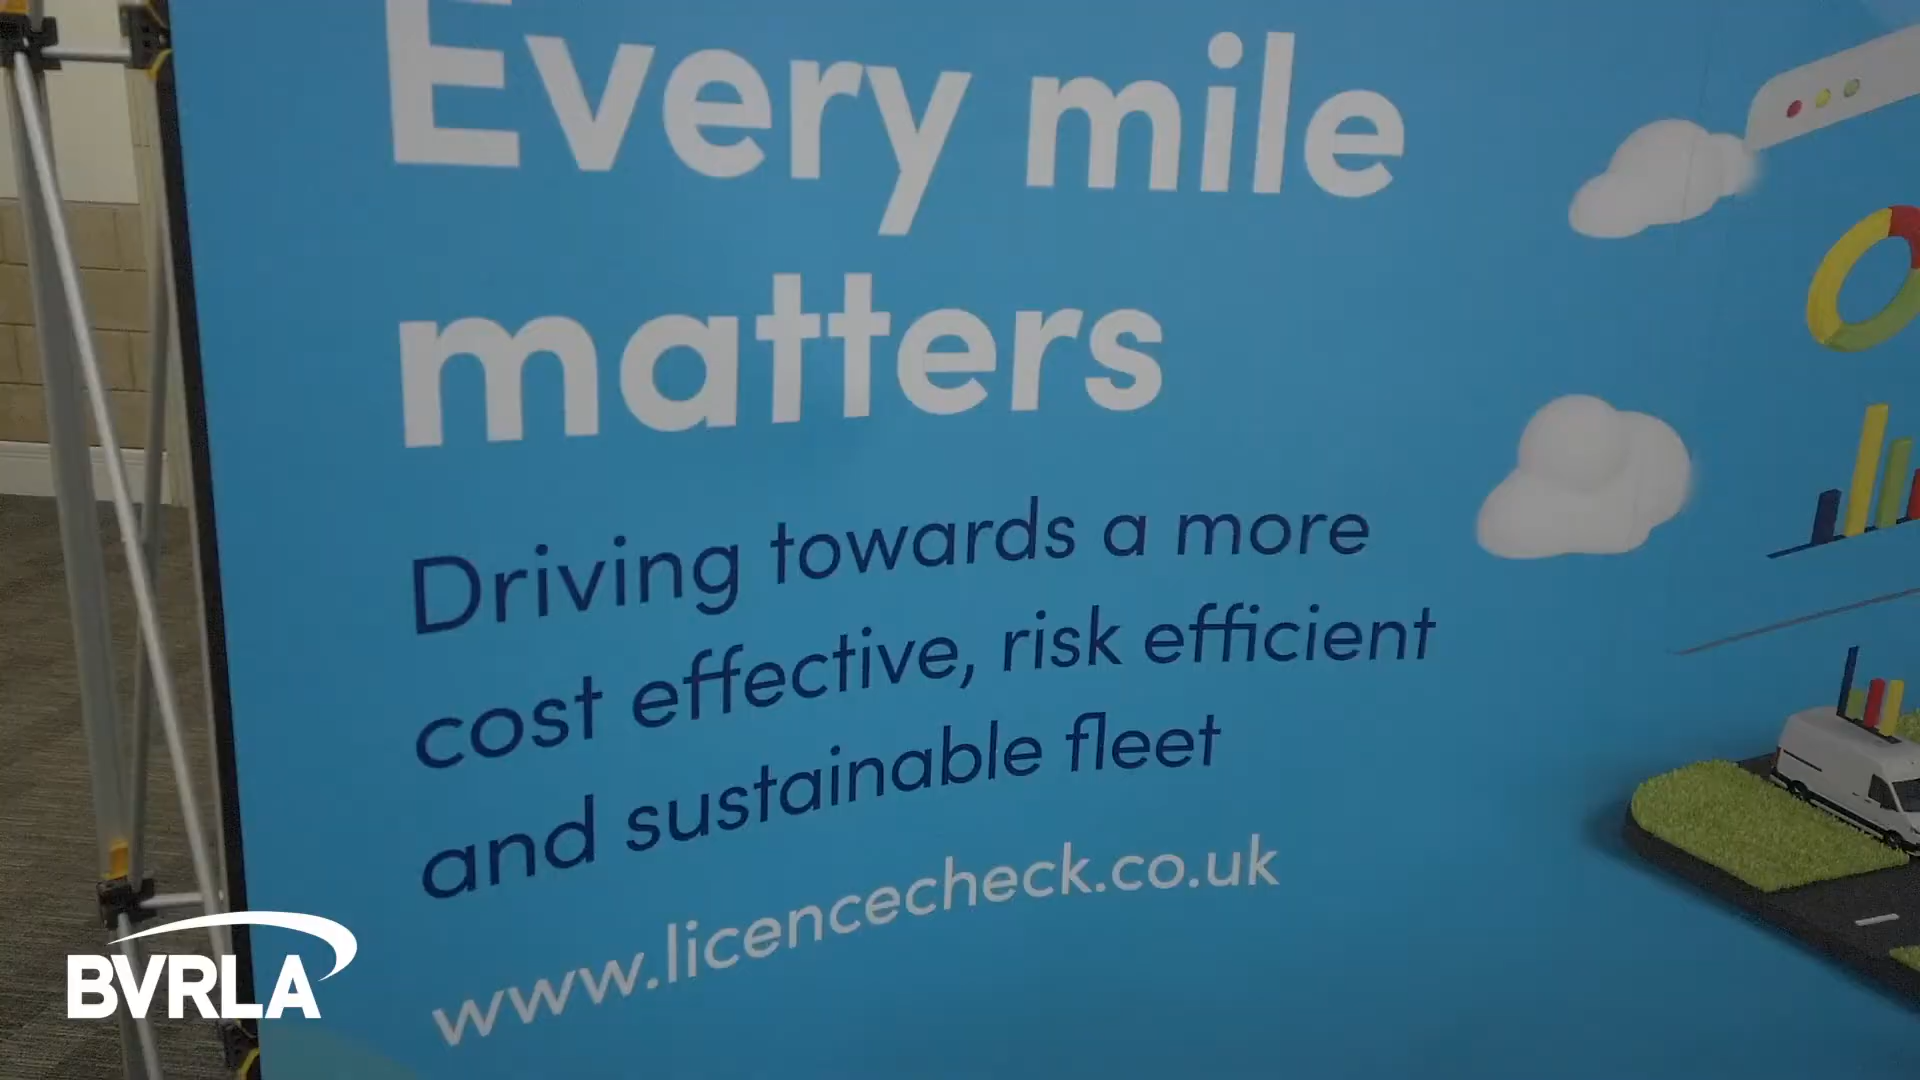 Every mile
matters
Driving towards a more
cost effective, risk efficient
and sustainable fleet
www.licencecheck.co.uk
BVRLA